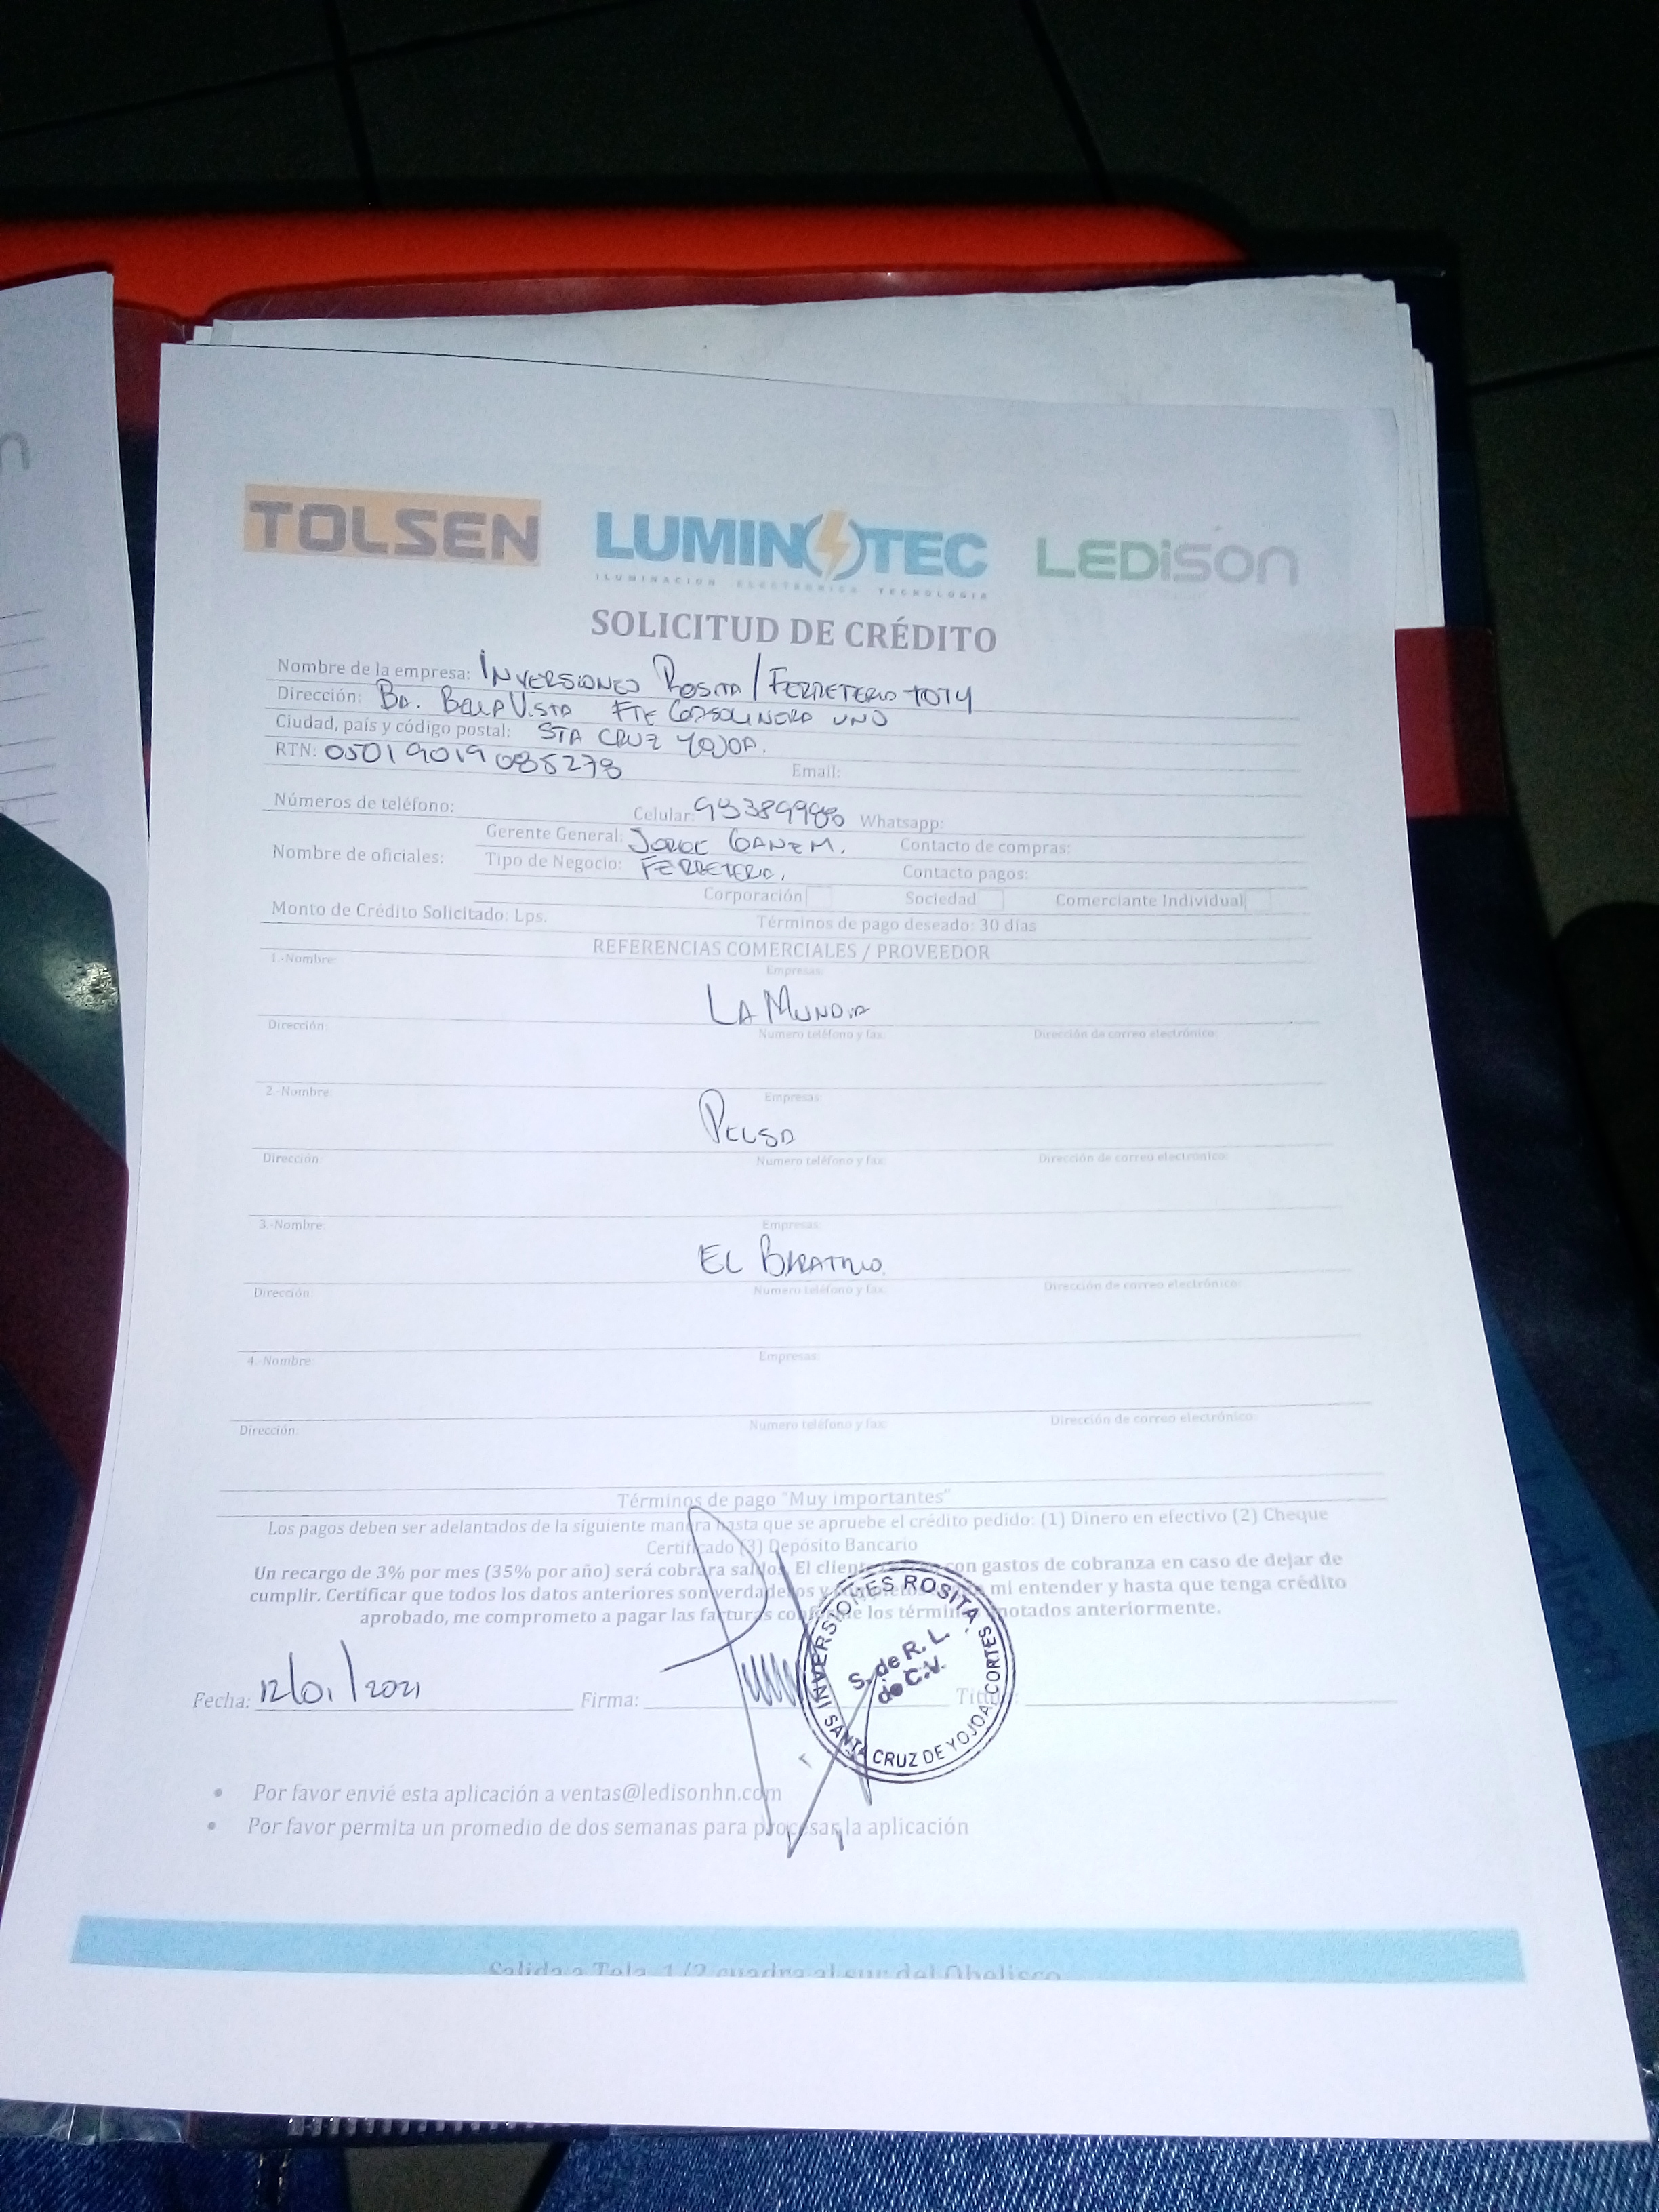 TOLSEN LUMINOTEC LEDiSON
ILUMINACION ELECTRONICA TECNOLOGIA
SOLICITUD DE CRÉDITO
Nombre de la empresa: INVERSIONES ROSITA / FERRETERIA TOTY
Dirección: BO. BELLA VISTA FTE GASOLINERA UNO
Ciudad, país y código postal: STA CRUZ YOJOA.
RTN: 05019019088278 Email:
Números de teléfono: Celular: Whatsapp:
Gerente General: JORGE GANEM. Contacto de compras:
Nombre de oficiales: Tipo de Negocio: FERRETERIA. Contacto pagos:
Corporación Sociedad Comerciante Individual
Monto de Crédito Solicitado: Lps. Términos de pago deseado: 30 días
REFERENCIAS COMERCIALES / PROVEEDOR
1.-Nombre: Empresas:
LA MUNDIA
Dirección: Numero teléfono y fax: Dirección de correo electrónico:
2.-Nombre: Empresas:
Dirección: Numero teléfono y fax: Dirección de correo electrónico:
3.-Nombre: Empresas:
EL BARATILLO.
Dirección: Numero teléfono y fax: Dirección de correo electrónico:
4.-Nombre: Empresas:
Dirección: Numero teléfono y fax: Dirección de correo electrónico:
Términos de pago "Muy importantes"
Los pagos deben ser adelantados de la siguiente manera hasta que se apruebe el crédito pedido: (1) Dinero en efectivo (2) Cheque
Certificado (3) Depósito Bancario
Un recargo de 3% por mes (35% por año) será cobrara saldos. El cliente con gastos de cobranza en caso de dejar de
cumplir. Certificar que todos los datos anteriores son verdaderos y mi entender y hasta que tenga crédito
aprobado, me comprometo a pagar las facturas conforme los términos anotados anteriormente.
Fecha: 12/01/2021 Firma: Titulo:
INVERSIONES ROSITA
S. de R. L.
de C.V.
SANTA CRUZ DE YOJOA, CORTES
• Por favor envié esta aplicación a ventas@ledisonhn.com
• Por favor permita un promedio de dos semanas para procesar la aplicación
Salida a Tela, 1/2 cuadra al sur del Obelisco